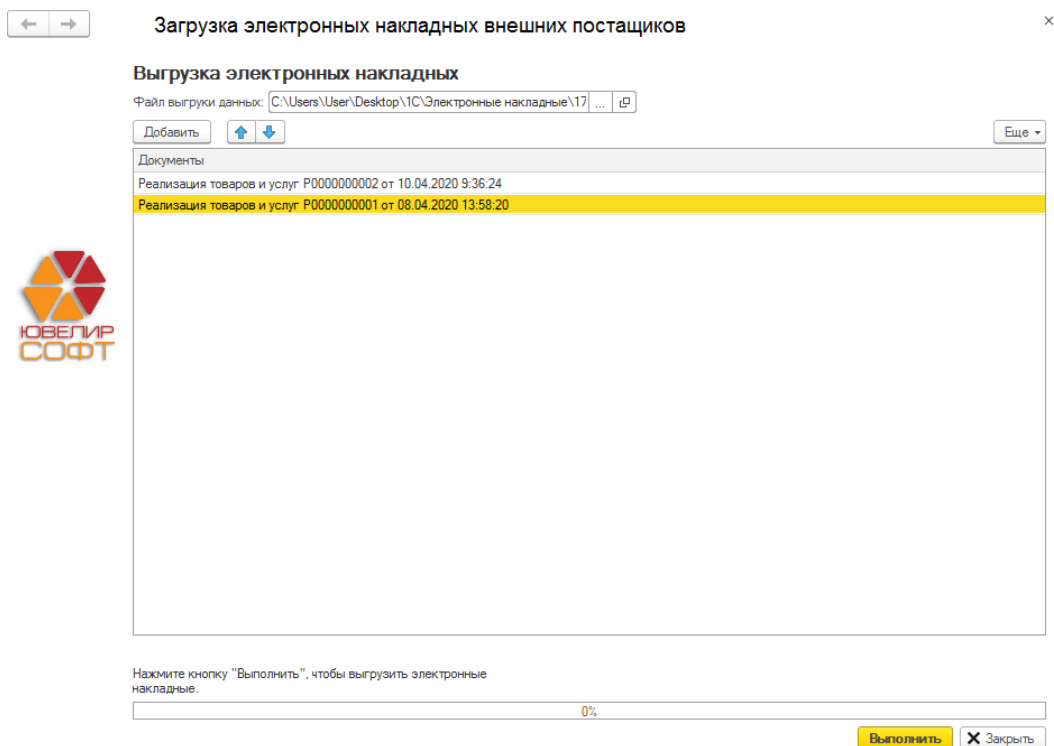 Загрузка электронных накладных внешних постащиков
×
Выгрузка электронных накладных
Файл выгруки данных: C:\Users\User\Desktop\1С\Электронные накладные\17 ...
Добавить Еще
Документы
Реализация товаров и услуг Р0000000002 от 10.04.2020 9:36:24
Реализация товаров и услуг Р0000000001 от 08.04.2020 13:58:20
ЮВЕЛИР
СОФТ
Нажмите кнопку "Выполнить", чтобы выгрузить электронные
накладные.
0%
Выполнить X Закрыть